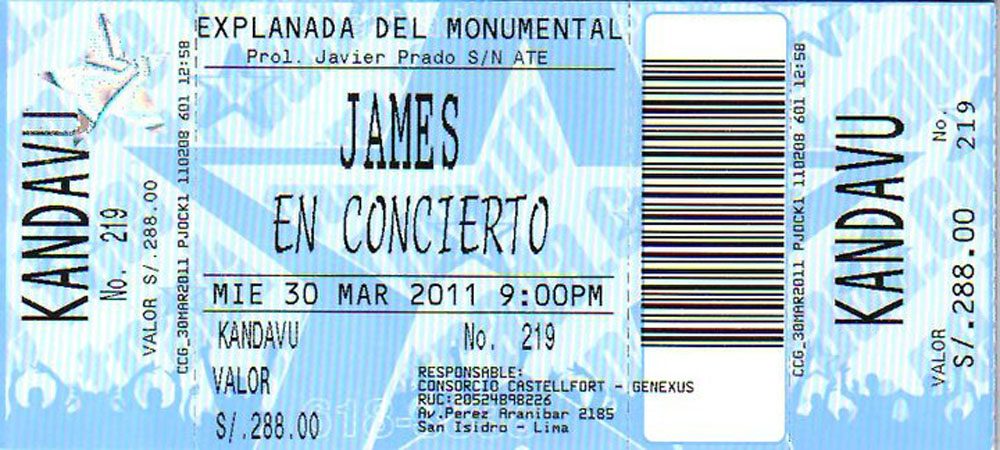 KANDAVU
No. 219
VALOR S/.288.00
CCG_30MAR2011 PJOCK1 110208 601 12:58
EXPLANADA DEL MONUMENTAL
Prol. Javier Prado S/N ATE
JAMES
EN CONCIERTO
MIE 30 MAR 2011 9:00PM
KANDAVU No. 219
VALOR
S/.288.00
RESPONSABLE:
CONSORCIO CASTELLFORT - GENEXUS
RUC:20524898226
Av.Perez Aranibar 2185
San Isidro - Lima
CCG_30MAR2011 PJOCK1 110208 601 12:58
KANDAVU
No. 219
VALOR S/.288.00